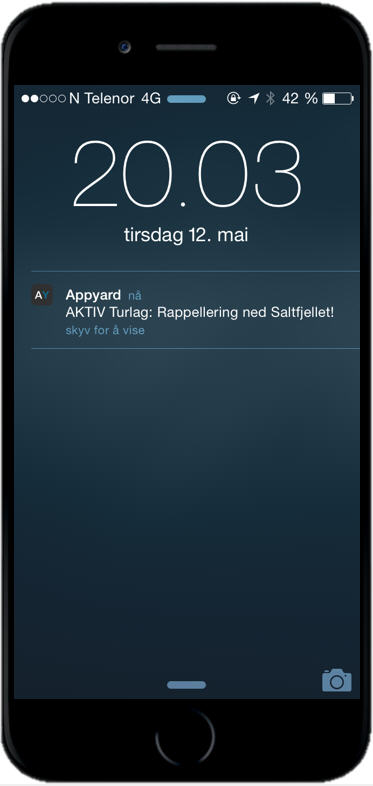 N Telenor 4G 42 %
20.03
tirsdag 12. mai
AY
Appyard nå
AKTIV Turlag: Rappellering ned Saltfjellet!
skyv for å vise